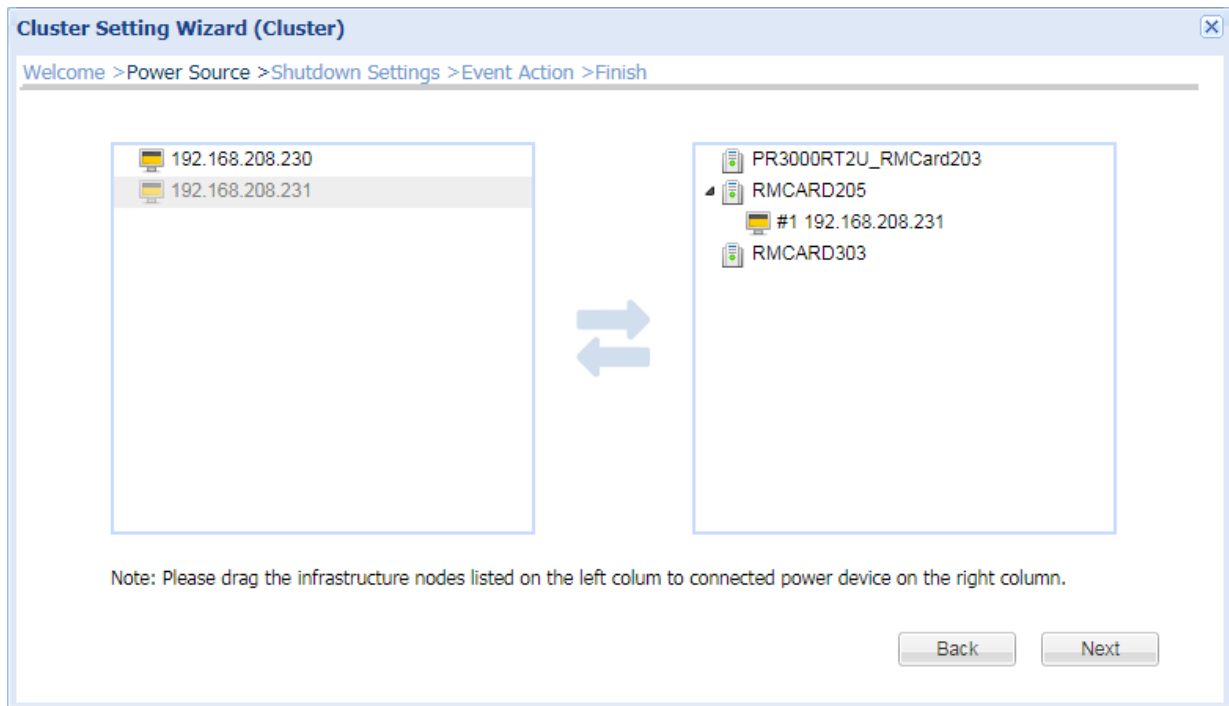 Cluster Setting Wizard (Cluster)
Welcome >Power Source >Shutdown Settings >Event Action >Finish
192.168.208.230
192.168.208.231
PR3000RT2U_RMCard203
RMCARD205
#1 192.168.208.231
RMCARD303
Note: Please drag the infrastructure nodes listed on the left colum to connected power device on the right column.
Back
Next